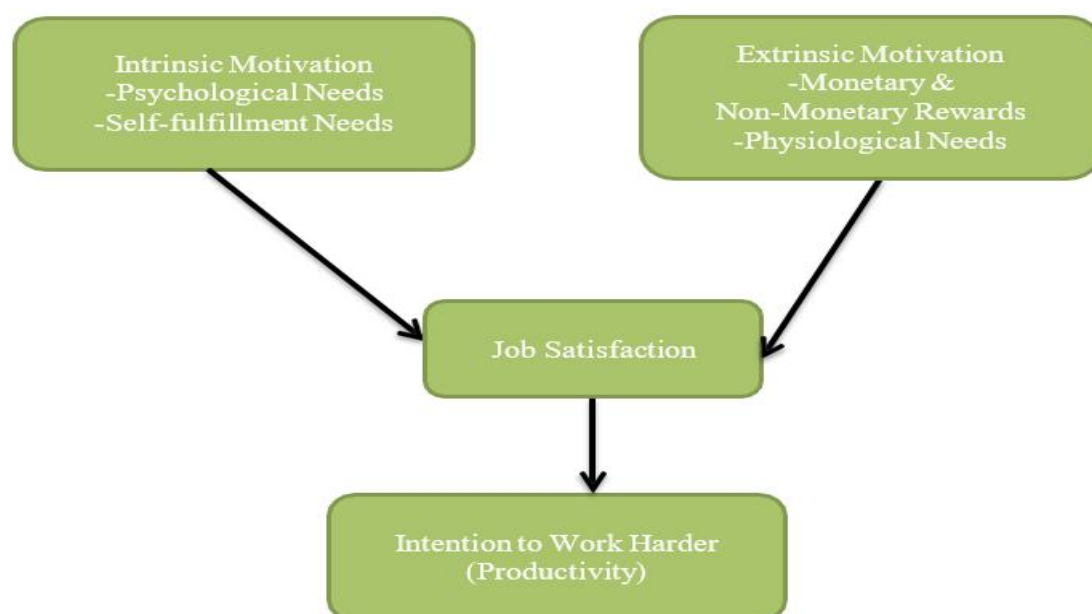 Intrinsic Motivation
-Psychological Needs
-Self-fulfillment Needs
Extrinsic Motivation
-Monetary &
Non-Monetary Rewards
-Physiological Needs
Job Satisfaction
Intention to Work Harder
(Productivity)